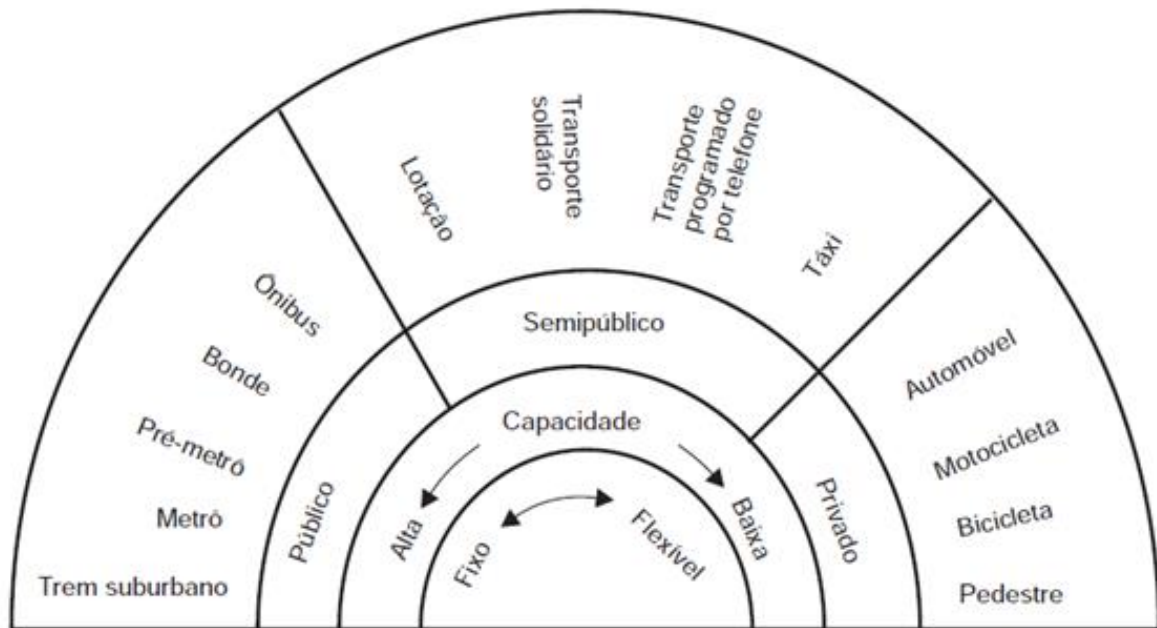 Trem suburbano
Metrô
Pré-metrô
Bonde
Ônibus
Lotação
Transporte
solidário
Transporte
programado
por telefone
Táxi
Automóvel
Motocicleta
Bicicleta
Pedestre
Público
Semipúblico
Privado
Capacidade
Alta
Baixa
Fixo
Flexível